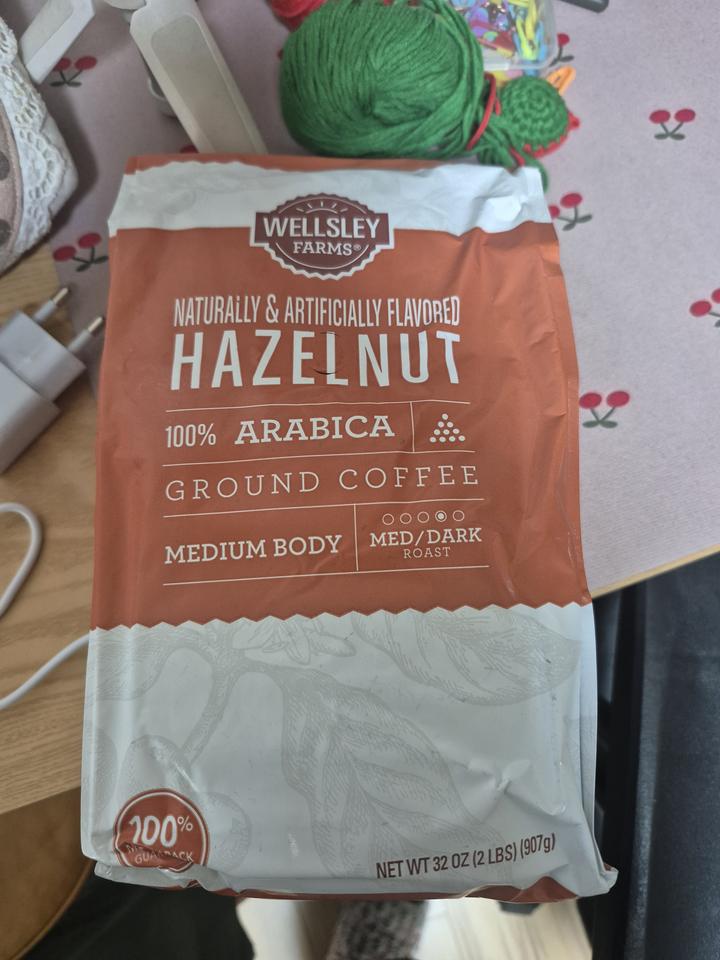 WELLSLEY
FARMS®
NATURALLY & ARTIFICIALLY FLAVORED
HAZELNUT
100% ARABICA
GROUND COFFEE
MEDIUM BODY
MED/DARK
ROAST
100%
NET WT 32 OZ (2 LBS) (907g)